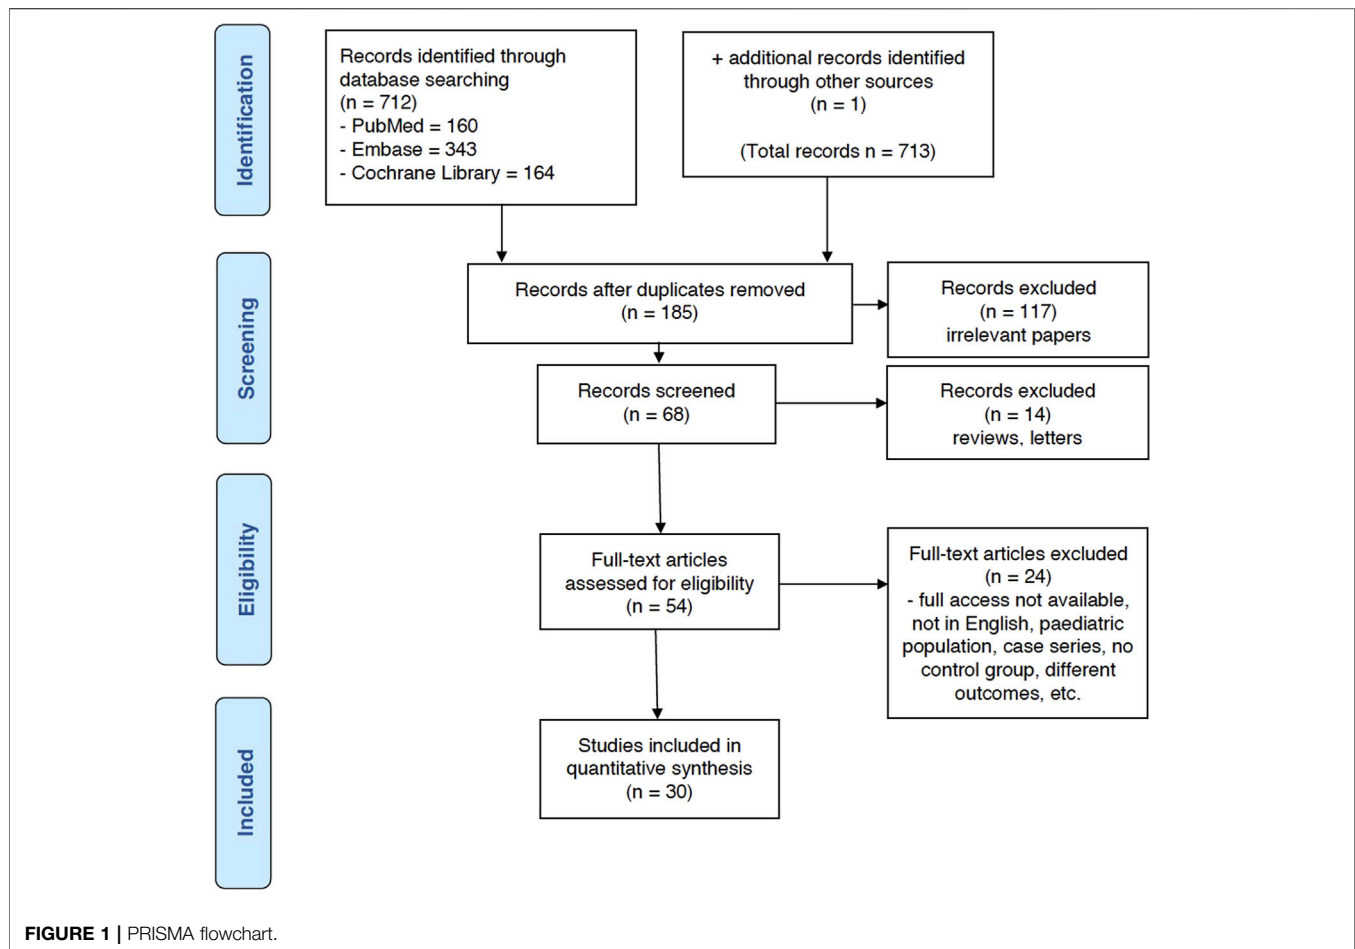 Identification
Records identified through
database searching
(n = 712)
- PubMed = 160
- Embase = 343
- Cochrane Library = 164
+ additional records identified
through other sources
(n = 1)
(Total records n = 713)
Screening
Records after duplicates removed
(n = 185)
Records excluded
(n = 117)
irrelevant papers
Records screened
(n = 68)
Records excluded
(n = 14)
reviews, letters
Eligibility
Full-text articles
assessed for eligibility
(n = 54)
Full-text articles excluded
(n = 24)
- full access not available,
not in English, paediatric
population, case series, no
control group, different
outcomes, etc.
Included
Studies included in
quantitative synthesis
(n = 30)
FIGURE 1 | PRISMA flowchart.